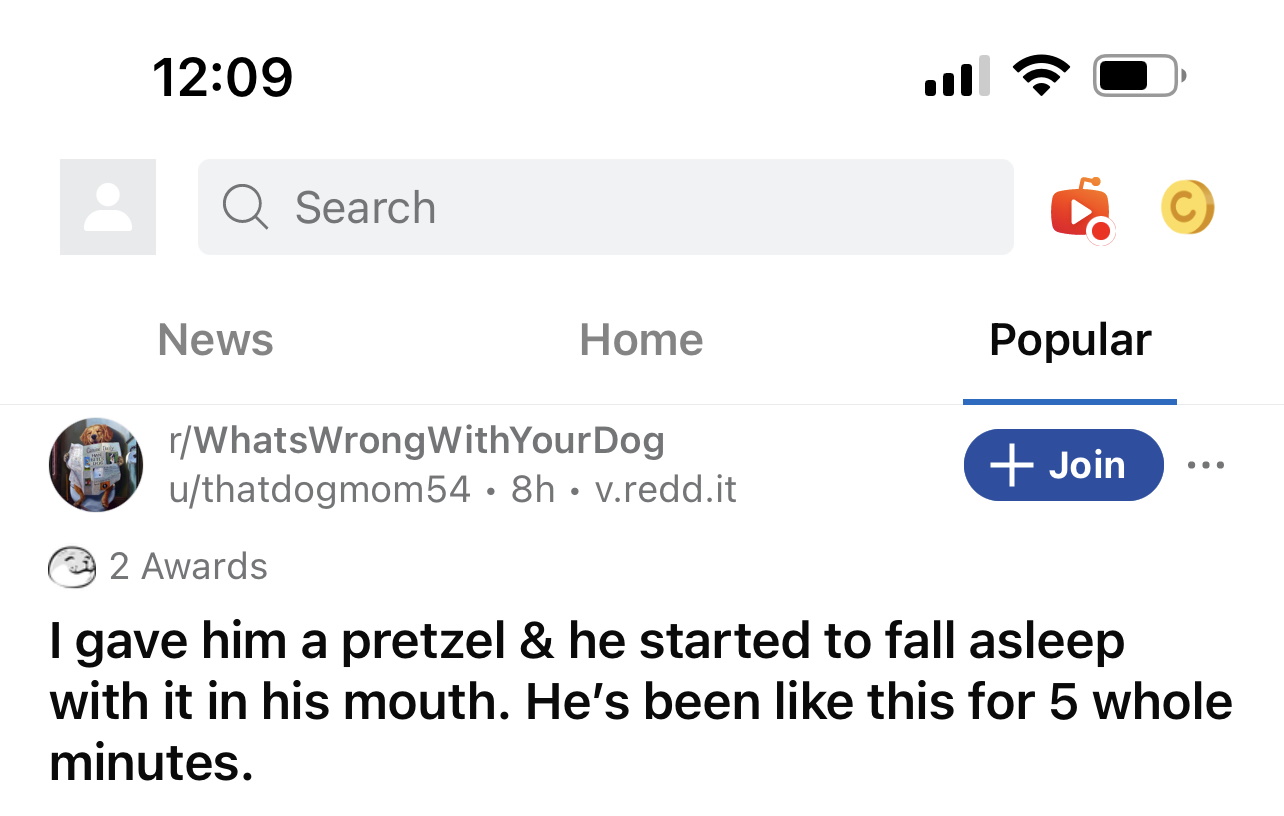 12:09
Search
C
News Home Popular
r/WhatsWrongWithYourDog
u/thatdogmom54 • 8h • v.redd.it
Join
2 Awards
I gave him a pretzel & he started to fall asleep
with it in his mouth. He’s been like this for 5 whole
minutes.